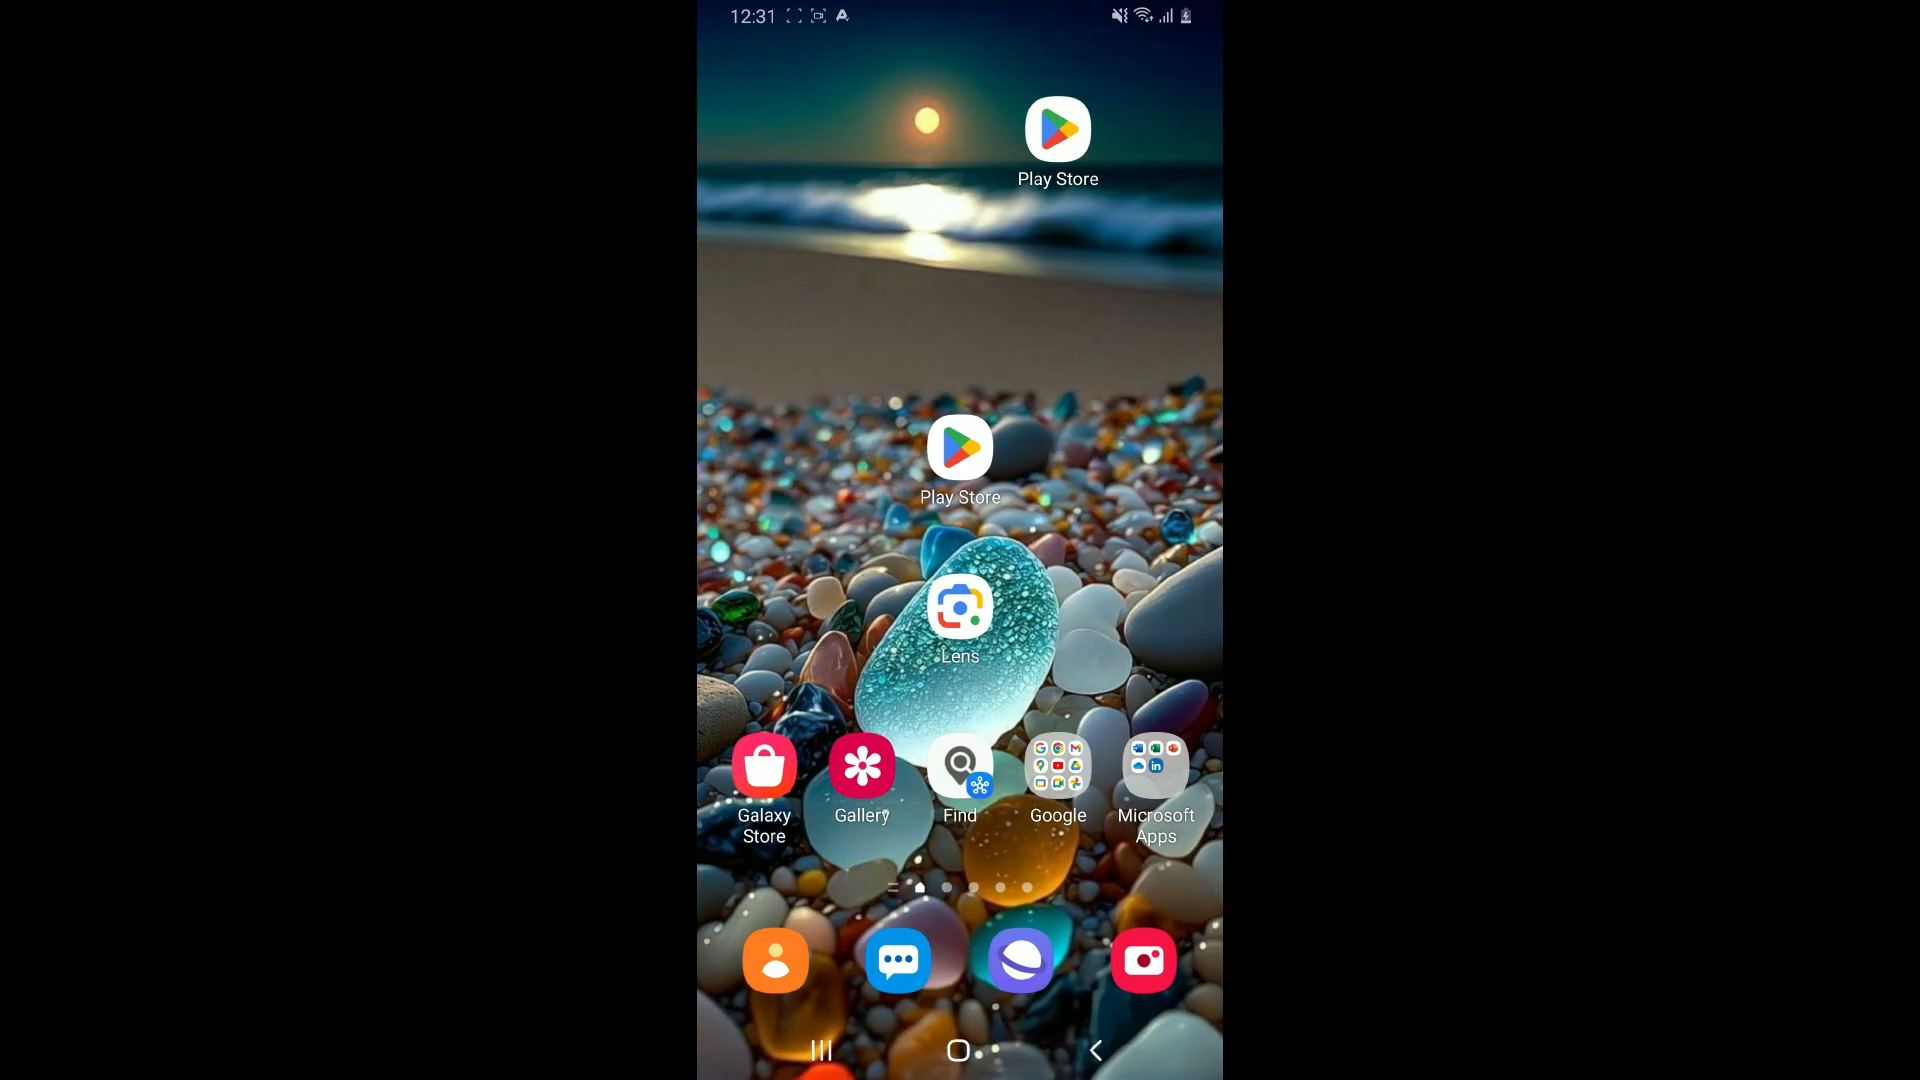 12:31
Play Store
Play Store
Lens
Galaxy
Store
Gallery
Find
Google
Microsoft
Apps